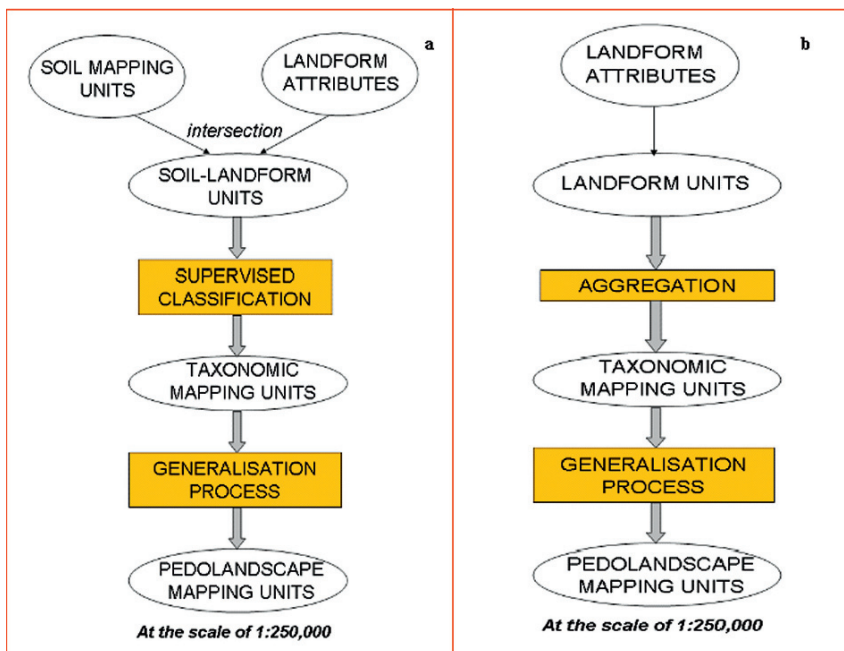 a
SOIL MAPPING
UNITS
LANDFORM
ATTRIBUTES
intersection
SOIL-LANDFORM
UNITS
SUPERVISED
CLASSIFICATION
TAXONOMIC
MAPPING UNITS
GENERALISATION
PROCESS
PEDOLANDSCAPE
MAPPING UNITS
At the scale of 1:250,000
b
LANDFORM
ATTRIBUTES
LANDFORM UNITS
AGGREGATION
TAXONOMIC
MAPPING UNITS
GENERALISATION
PROCESS
PEDOLANDSCAPE
MAPPING UNITS
At the scale of 1:250,000